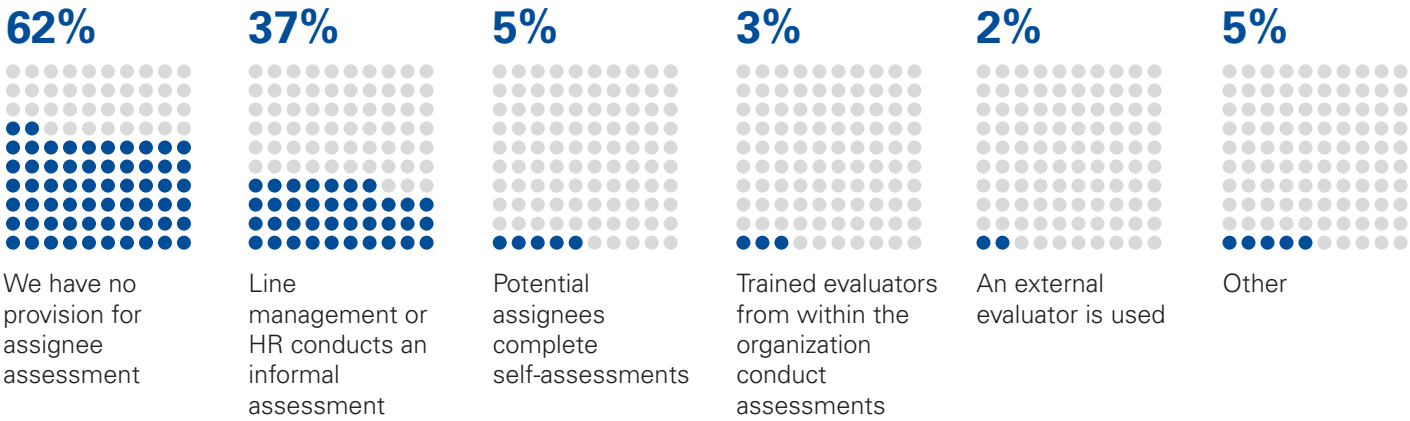 62%
We have no
provision for
assignee
assessment
37%
Line
management or
HR conducts an
informal
assessment
5%
Potential
assignees
complete
self-assessments
3%
Trained evaluators
from within the
organization
conduct
assessments
2%
An external
evaluator is used
5%
Other